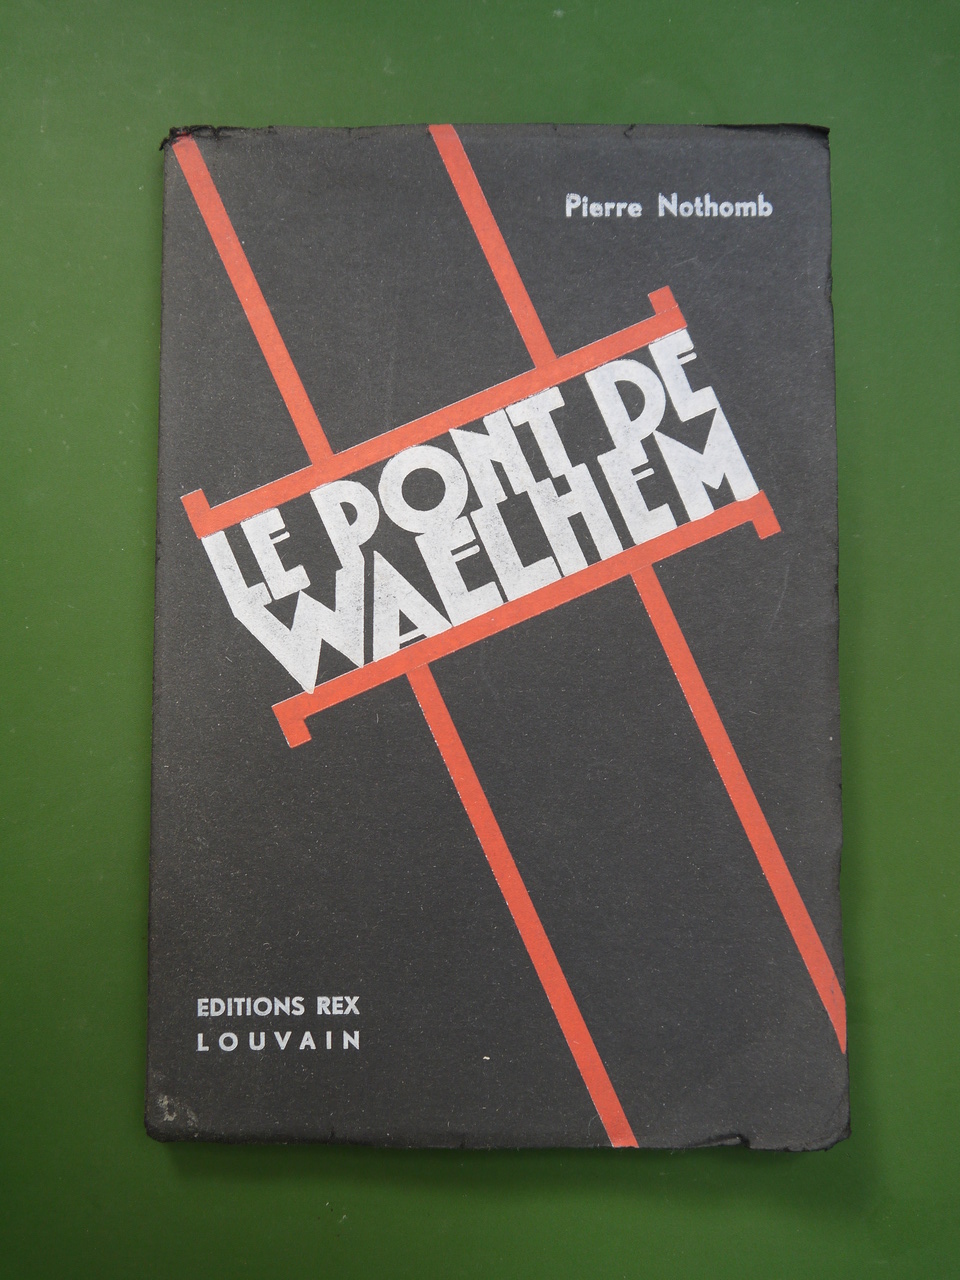 Pierre Nothomb
LE PONT DE
WAELHEM
EDITIONS REX
LOUVAIN